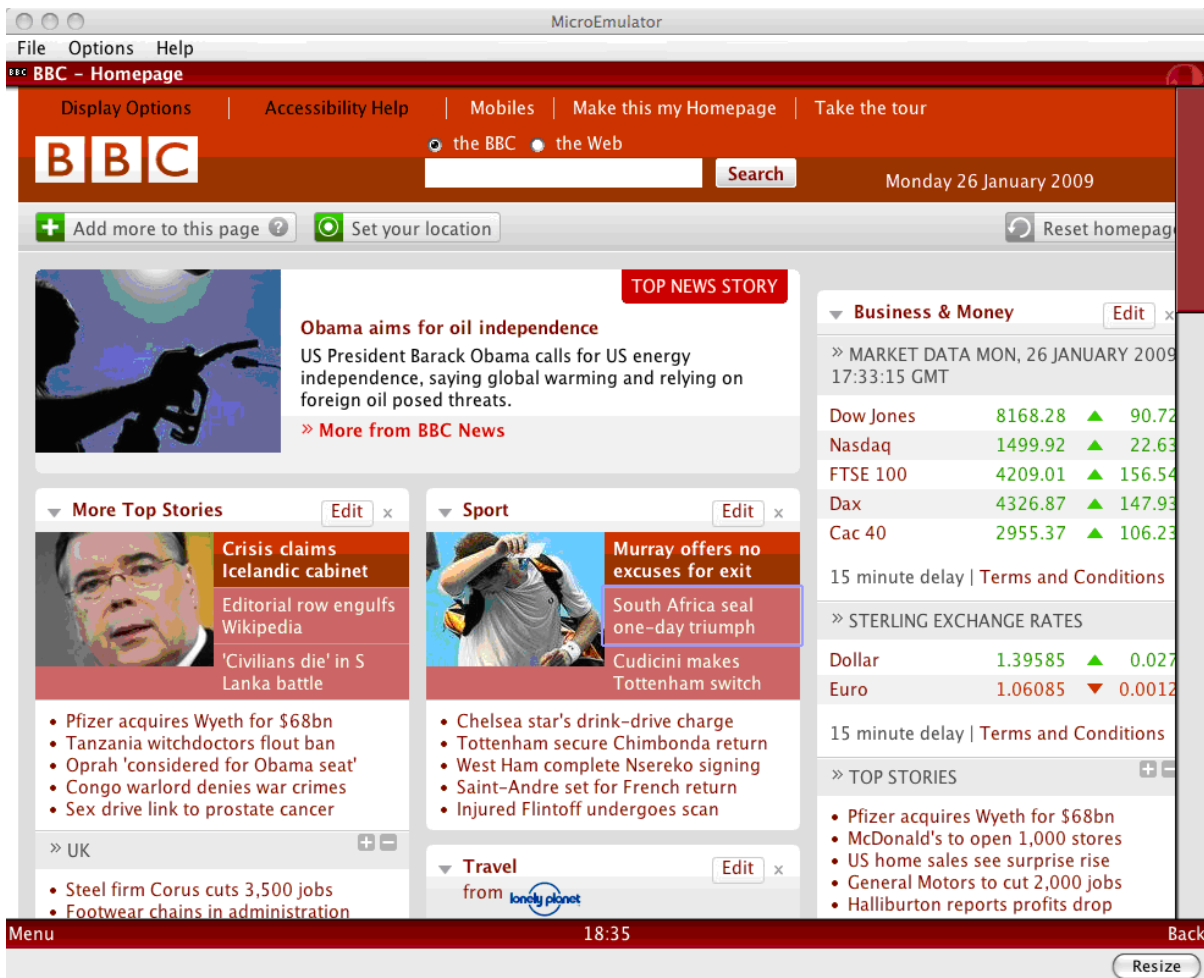 MicroEmulator
File Options Help
BBC BBC – Homepage
Display Options | Accessibility Help | Mobiles | Make this my Homepage | Take the tour
the BBC the Web
BBC
Search
Monday 26 January 2009
Add more to this page ? Set your location
Reset homepag
TOP NEWS STORY
Obama aims for oil independence
US President Barack Obama calls for US energy
independence, saying global warming and relying on
foreign oil posed threats.
» More from BBC News
More Top Stories Edit x
Crisis claims
Icelandic cabinet
Editorial row engulfs
Wikipedia
'Civilians die' in S
Lanka battle
• Pfizer acquires Wyeth for $68bn
• Tanzania witchdoctors flout ban
• Oprah 'considered for Obama seat'
• Congo warlord denies war crimes
• Sex drive link to prostate cancer
» UK
• Steel firm Corus cuts 3,500 jobs
• Footwear chains in administration
Sport Edit x
Murray offers no
excuses for exit
South Africa seal
one-day triumph
Cudicini makes
Tottenham switch
• Chelsea star's drink-drive charge
• Tottenham secure Chimbonda return
• West Ham complete Nsereko signing
• Saint-Andre set for French return
• Injured Flintoff undergoes scan
Travel Edit x
from lonely planet
Business & Money Edit x
» MARKET DATA MON, 26 JANUARY 2009
17:33:15 GMT
Dow Jones 8168.28 ▲ 90.72
Nasdaq 1499.92 ▲ 22.63
FTSE 100 4209.01 ▲ 156.54
Dax 4326.87 ▲ 147.93
Cac 40 2955.37 ▲ 106.23
15 minute delay | Terms and Conditions
» STERLING EXCHANGE RATES
Dollar 1.39585 ▲ 0.027
Euro 1.06085 ▼ 0.0012
15 minute delay | Terms and Conditions
» TOP STORIES
• Pfizer acquires Wyeth for $68bn
• McDonald's to open 1,000 stores
• US home sales see surprise rise
• General Motors to cut 2,000 jobs
• Halliburton reports profits drop
Menu 18:35 Back
Resize